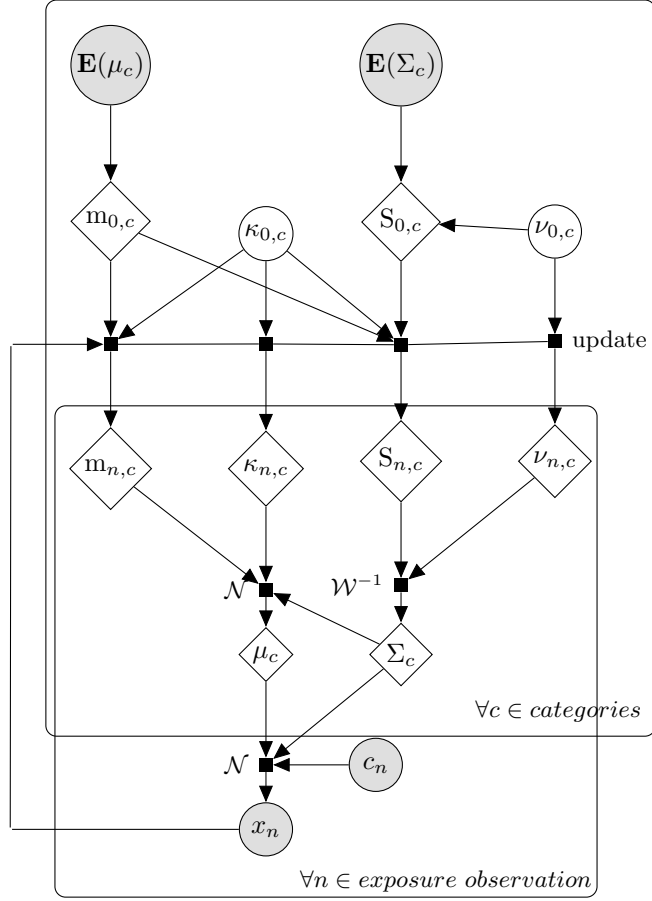 E(μ_c) E(Σ_c)
m_{0,c} κ_{0,c} S_{0,c} ν_{0,c}
update
m_{n,c} κ_{n,c} S_{n,c} ν_{n,c}
𝒩 𝒲^{-1}
μ_c Σ_c
∀c ∈ categories
𝒩 c_n
x_n
∀n ∈ exposure observation